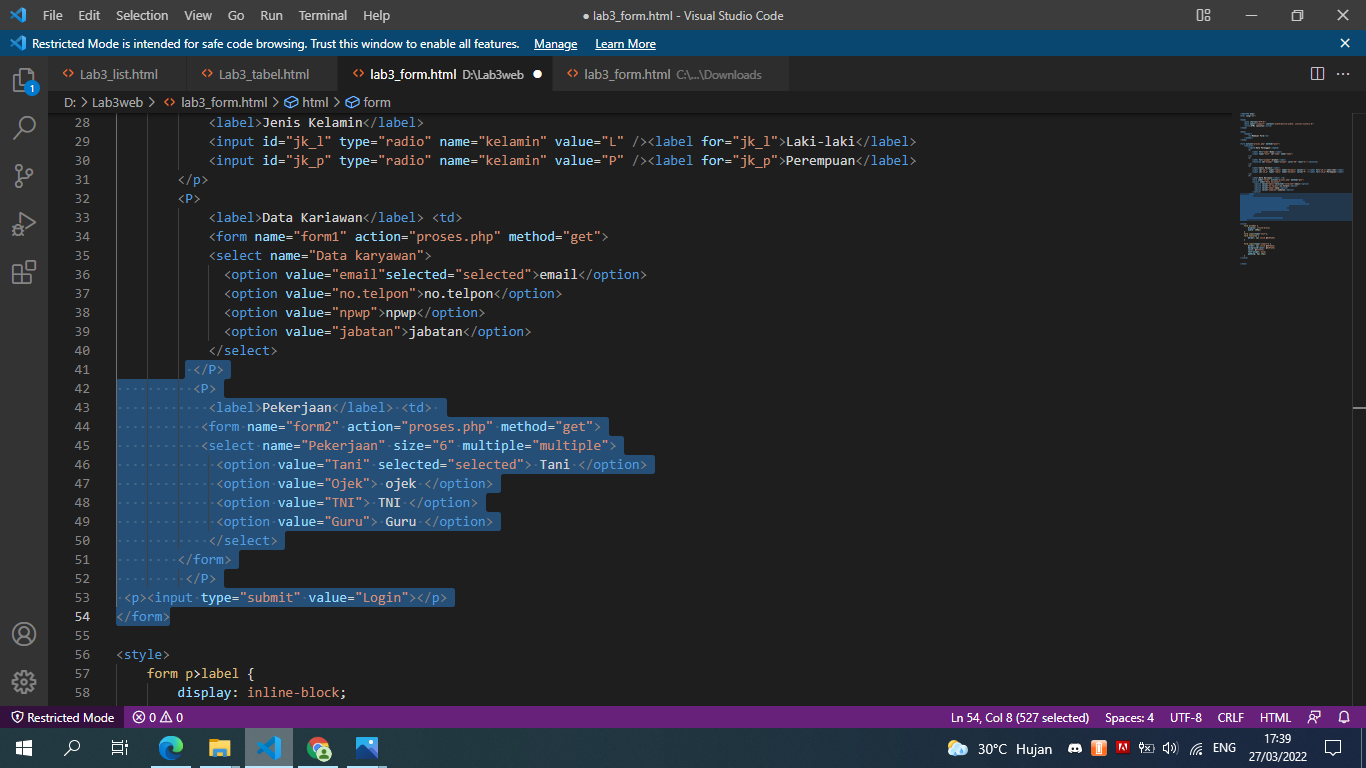 File Edit Selection View Go Run Terminal Help
● lab3_form.html - Visual Studio Code
Restricted Mode is intended for safe code browsing. Trust this window to enable all features. Manage Learn More
Lab3_list.html Lab3_tabel.html lab3_form.html D:\Lab3web ● lab3_form.html C:\...\Downloads
D: > Lab3web > lab3_form.html > html > form
1
28 <label>Jenis Kelamin</label>
29 <input id="jk_l" type="radio" name="kelamin" value="L" /><label for="jk_l">Laki-laki</label>
30 <input id="jk_p" type="radio" name="kelamin" value="P" /><label for="jk_p">Perempuan</label>
31 </p>
32 <P>
33 <label>Data Kariawan</label> <td>
34 <form name="form1" action="proses.php" method="get">
35 <select name="Data karyawan">
36 <option value="email"selected="selected">email</option>
37 <option value="no.telpon">no.telpon</option>
38 <option value="npwp">npwp</option>
39 <option value="jabatan">jabatan</option>
40 </select>
41 </P>
42 <P>
43 <label>Pekerjaan</label> <td>
44 <form name="form2" action="proses.php" method="get">
45 <select name="Pekerjaan" size="6" multiple="multiple">
46 <option value="Tani" selected="selected"> Tani </option>
47 <option value="Ojek"> ojek </option>
48 <option value="TNI"> TNI </option>
49 <option value="Guru"> Guru </option>
50 </select>
51 </form>
52 </P>
53 <p><input type="submit" value="Login"></p>
54 </form>
55
56 <style>
57 form p>label {
58 display: inline-block;
Restricted Mode 0 0 Ln 54, Col 8 (527 selected) Spaces: 4 UTF-8 CRLF HTML
30°C Hujan ENG 17:39
27/03/2022